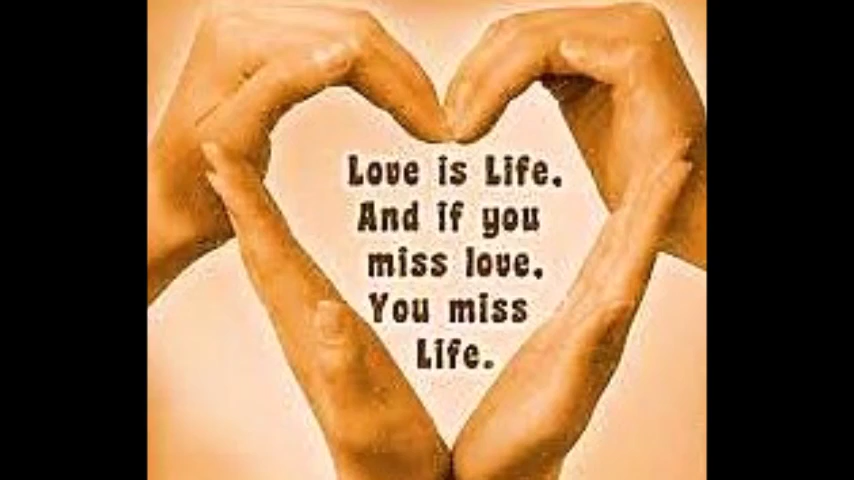 Love is Life.
And if you
miss love.
You miss
Life.